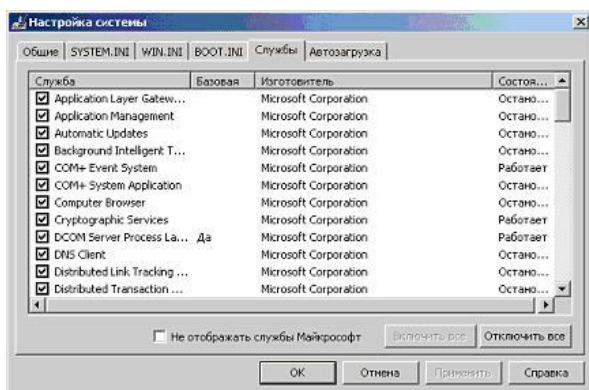 Настройка системы
Общие SYSTEM.INI WIN.INI BOOT.INI Службы Автозагрузка
Служба Базовая Изготовитель Состоя...
Application Layer Gatew... Microsoft Corporation Остано...
Application Management Microsoft Corporation Остано...
Automatic Updates Microsoft Corporation Остано...
Background Intelligent T... Microsoft Corporation Остано...
COM+ Event System Microsoft Corporation Работает
COM+ System Application Microsoft Corporation Остано...
Computer Browser Microsoft Corporation Остано...
Cryptographic Services Microsoft Corporation Работает
DCOM Server Process La... Да Microsoft Corporation Работает
DNS Client Microsoft Corporation Остано...
Distributed Link Tracking ... Microsoft Corporation Остано...
Distributed Transaction ... Microsoft Corporation Остано...
Не отображать службы Майкрософт Включить все Отключить все
ОК Отмена Применить Справка